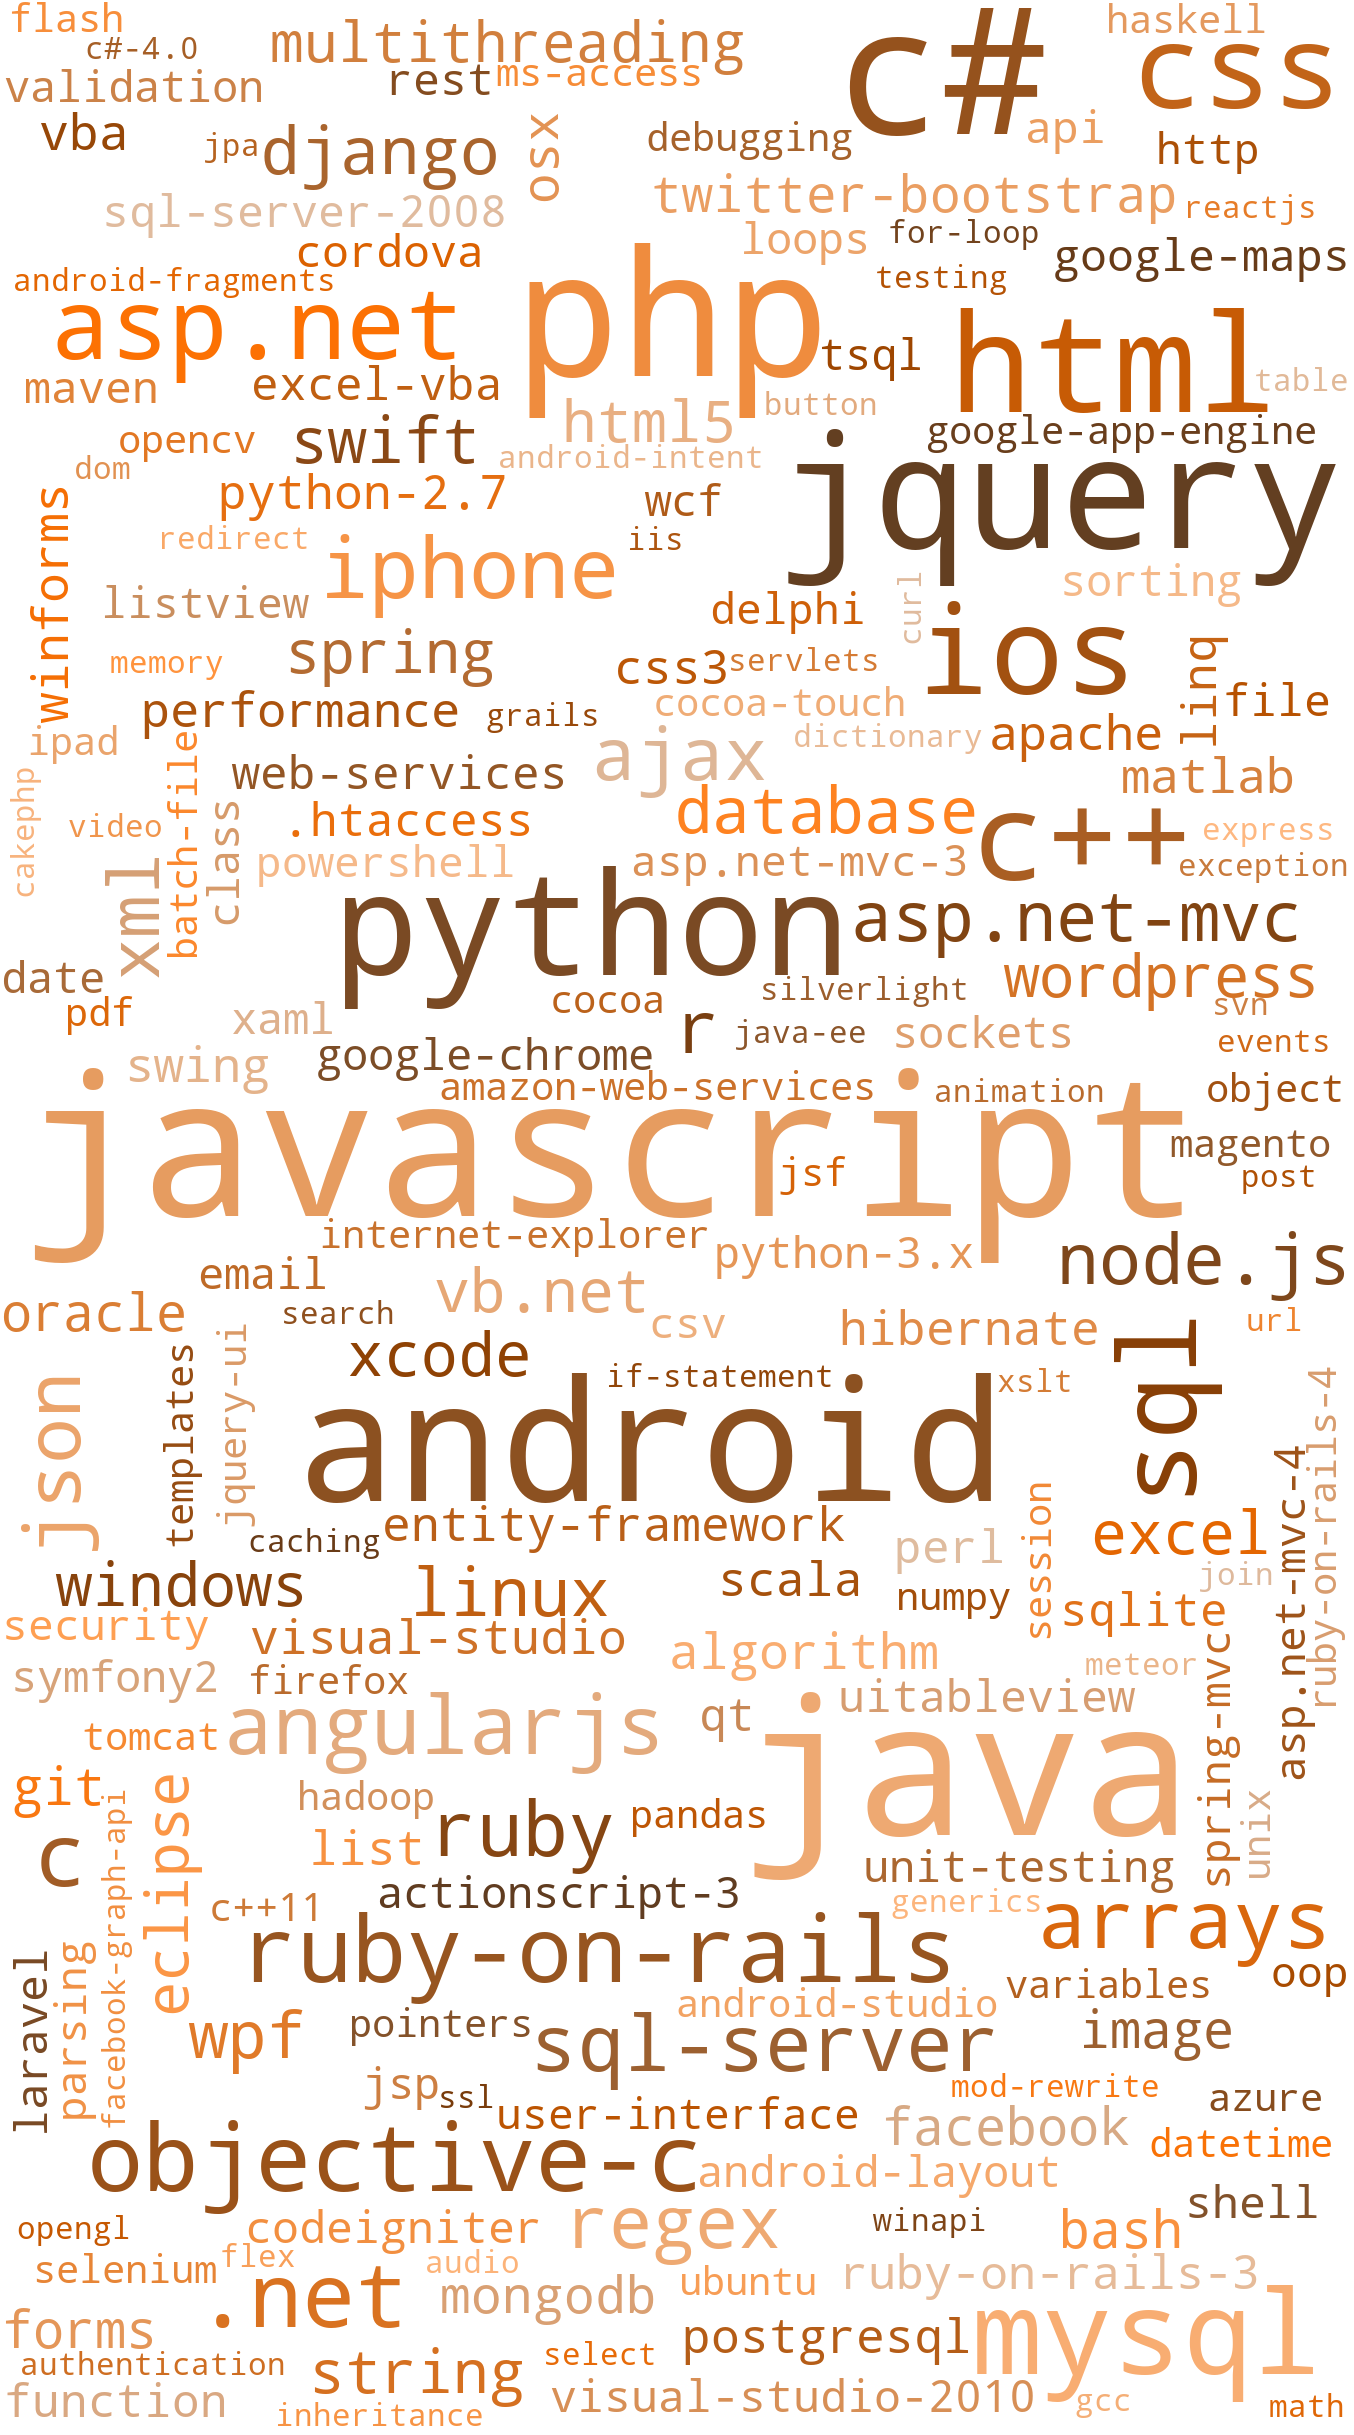 flash
c#-4.0
multithreading
c#
haskell
css
validation
rest
ms-access
vba
jpa
django
osx
debugging
api
http
sql-server-2008
twitter-bootstrap
reactjs
cordova
loops
for-loop
google-maps
android-fragments
testing
asp.net
php
html
tsql
maven
excel-vba
html5
button
table
opencv
swift
google-app-engine
dom
android-intent
jquery
winforms
python-2.7
wcf
redirect
iphone
iis
listview
delphi
curl
sorting
spring
css3
servlets
ios
linq
memory
cocoa-touch
file
performance
grails
ipad
batch-file
ajax
dictionary
apache
cakephp
web-services
matlab
video
class
.htaccess
database
c++
express
xml
powershell
asp.net-mvc-3
exception
python
asp.net-mvc
date
wordpress
pdf
xaml
cocoa
silverlight
svn
r
java-ee
sockets
events
swing
google-chrome
amazon-web-services
animation
object
javascript
magento
jsf
post
internet-explorer
python-3.x
node.js
email
vb.net
oracle
search
csv
hibernate
url
templates
jquery-ui
xcode
sql
json
if-statement
xslt
ruby-on-rails-4
android
asp.net-mvc-4
caching
entity-framework
perl
session
excel
windows
linux
scala
numpy
join
security
visual-studio
sqlite
algorithm
symfony2
firefox
meteor
spring-mvc
uitableview
tomcat
angularjs
qt
java
git
facebook-graph-api
eclipse
hadoop
pandas
unix
c
list
ruby
unit-testing
c++11
actionscript-3
generics
arrays
laravel
parsing
ruby-on-rails
variables
oop
android-studio
wpf
pointers
sql-server
image
jsp
ssl
mod-rewrite
azure
user-interface
facebook
objective-c
datetime
android-layout
opengl
codeigniter
regex
winapi
bash
shell
selenium
flex
audio
ubuntu
ruby-on-rails-3
.net
mongodb
forms
postgresql
mysql
authentication
string
select
function
inheritance
visual-studio-2010
gcc
math